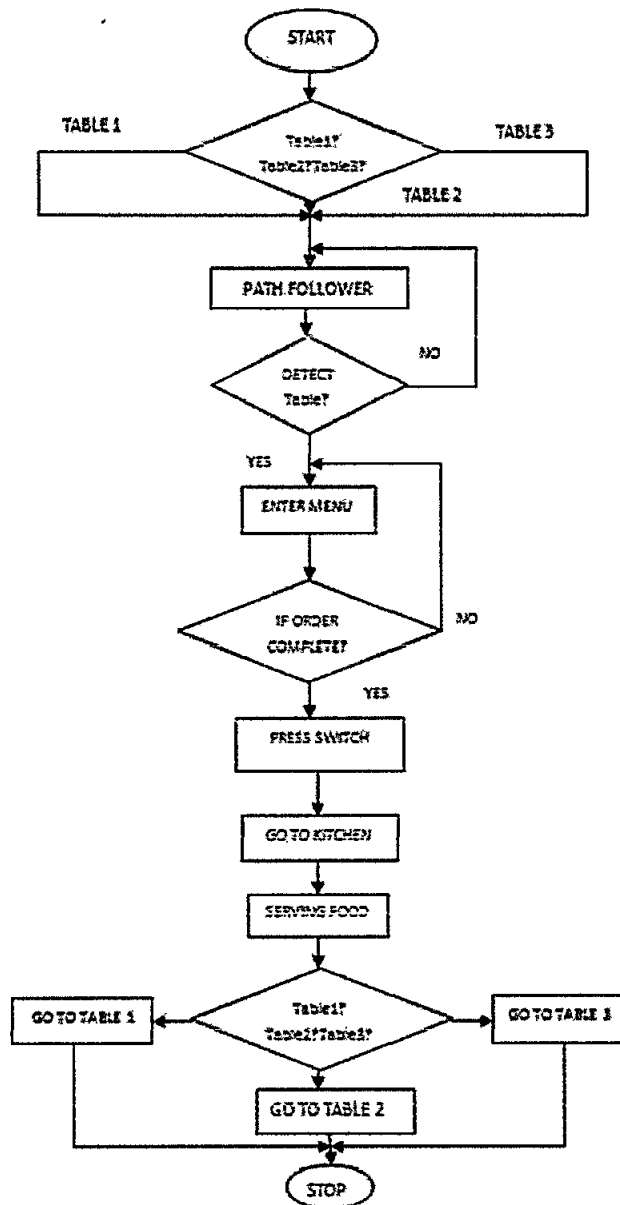 START
TABLE 1
TABLE 3
Table1?
Table2?Table3?
TABLE 2
PATH FOLLOWER
NO
DETECT
Table?
YES
ENTER MENU
IF ORDER
COMPLETE?
NO
YES
PRESS SWITCH
GO TO KITCHEN
SERVING FOOD
Table1?
Table2?Table3?
GO TO TABLE 1
GO TO TABLE 3
GO TO TABLE 2
STOP